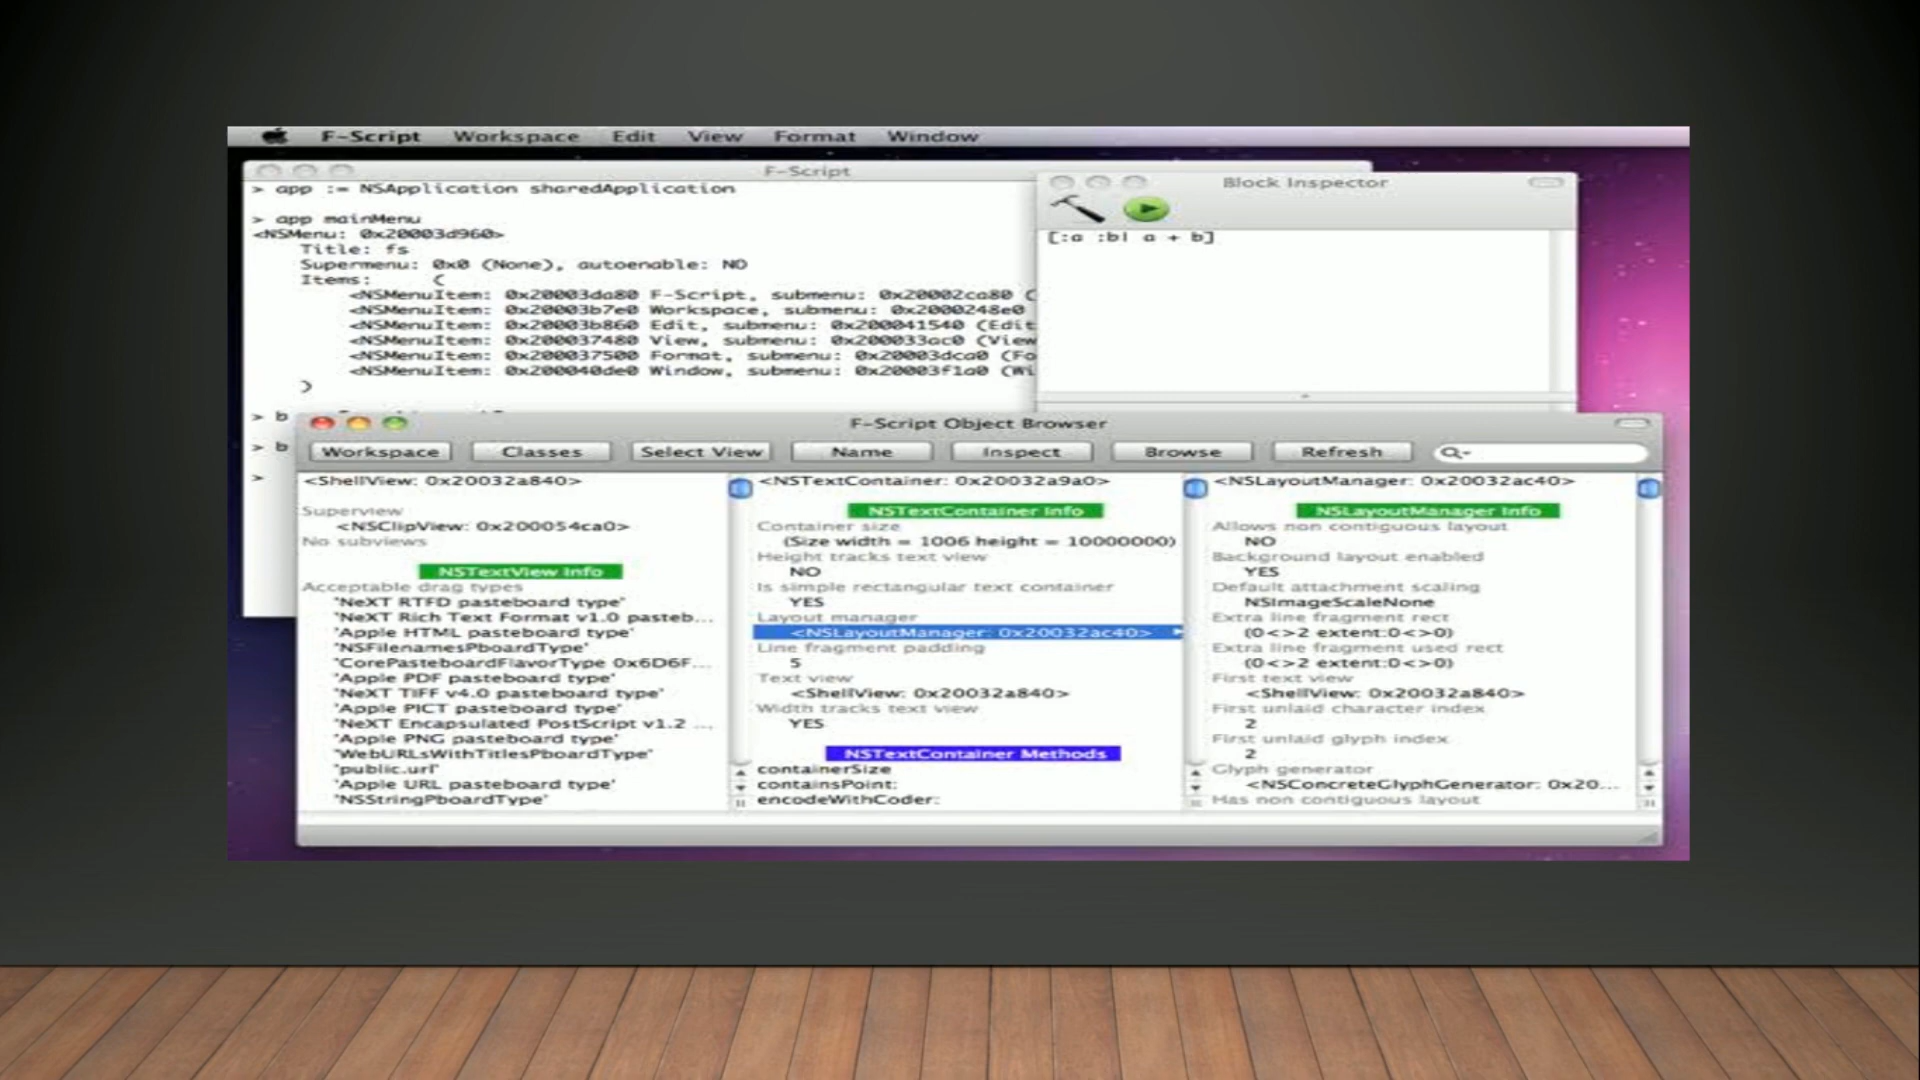 F-Script Workspace Edit View Format Window
F-Script
> app := NSApplication sharedApplication
> app mainMenu
<NSMenu: 0x20003d960>
Title: fs
Supermenu: 0x0 (None), autoenable: NO
Items: (
<NSMenuItem: 0x20003da80 F-Script, submenu: 0x20002ca80 (
<NSMenuItem: 0x20003b7e0 Workspace, submenu: 0x2000248e0
<NSMenuItem: 0x20003b860 Edit, submenu: 0x200041540 (Edit
<NSMenuItem: 0x200037480 View, submenu: 0x200033ac0 (View
<NSMenuItem: 0x200037500 Format, submenu: 0x20003dca0 (Fo
<NSMenuItem: 0x200040de0 Window, submenu: 0x20003f1a0 (Wi
)
> b
> b
>
Block Inspector
[:a :b| a + b]
F-Script Object Browser
Workspace Classes Select View Name Inspect Browse Refresh
<ShellView: 0x20032a840>
Superview
<NSClipView: 0x200054ca0>
No subviews
NSTextView Info
Acceptable drag types
'NeXT RTFD pasteboard type'
'NeXT Rich Text Format v1.0 pasteb...
'Apple HTML pasteboard type'
'NSFilenamesPboardType'
'CorePasteboardFlavorType 0x6D6F...
'Apple PDF pasteboard type'
'NeXT TIFF v4.0 pasteboard type'
'Apple PICT pasteboard type'
'NeXT Encapsulated PostScript v1.2 ...
'Apple PNG pasteboard type'
'WebURLsWithTitlesPboardType'
'public.url'
'Apple URL pasteboard type'
'NSStringPboardType'
<NSTextContainer: 0x20032a9a0>
NSTextContainer Info
Container size
(Size width = 1006 height = 10000000)
Height tracks text view
NO
Is simple rectangular text container
YES
Layout manager
<NSLayoutManager: 0x20032ac40>
Line fragment padding
5
Text view
<ShellView: 0x20032a840>
Width tracks text view
YES
NSTextContainer Methods
containerSize
containsPoint:
encodeWithCoder:
<NSLayoutManager: 0x20032ac40>
NSLayoutManager Info
Allows non contiguous layout
NO
Background layout enabled
YES
Default attachment scaling
NSImageScaleNone
Extra line fragment rect
(0<>2 extent:0<>0)
Extra line fragment used rect
(0<>2 extent:0<>0)
First text view
<ShellView: 0x20032a840>
First unlaid character index
2
First unlaid glyph index
2
Glyph generator
<NSConcreteGlyphGenerator: 0x20...
Has non contiguous layout